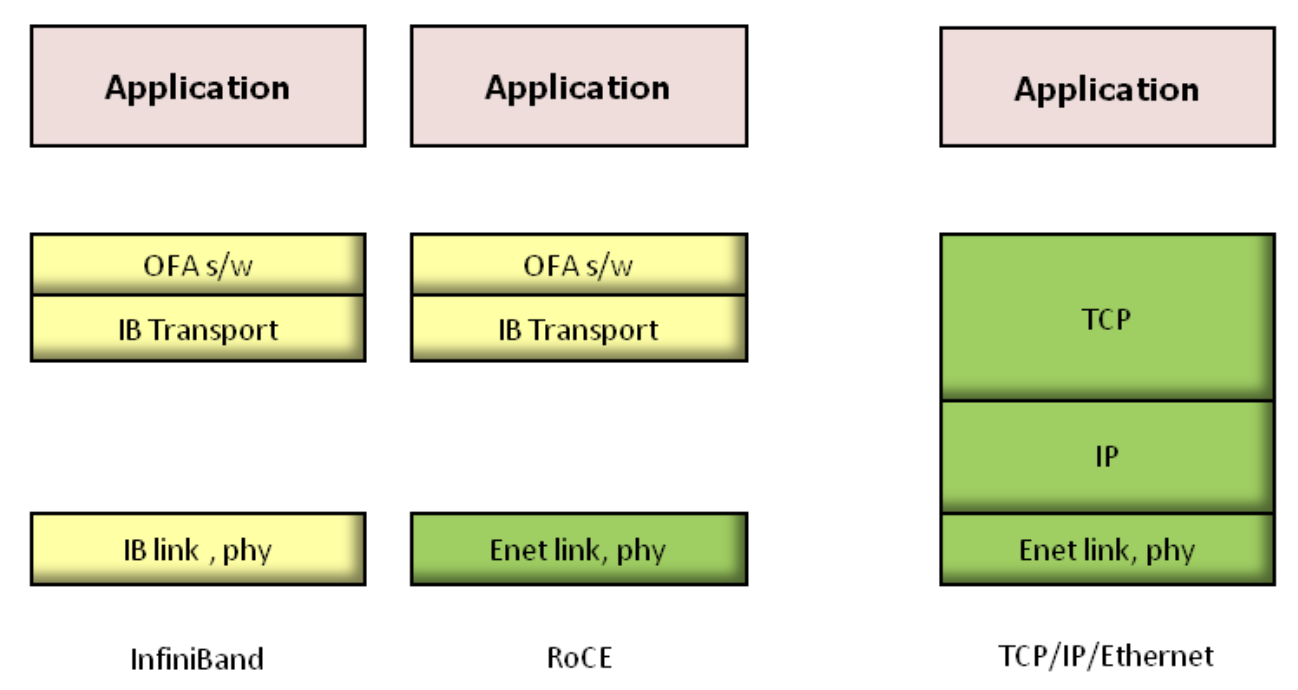 Application
Application
Application
OFA s/w
OFA s/w
IB Transport
IB Transport
TCP
IP
IB link , phy
Enet link, phy
Enet link, phy
InfiniBand
RoCE
TCP/IP/Ethernet